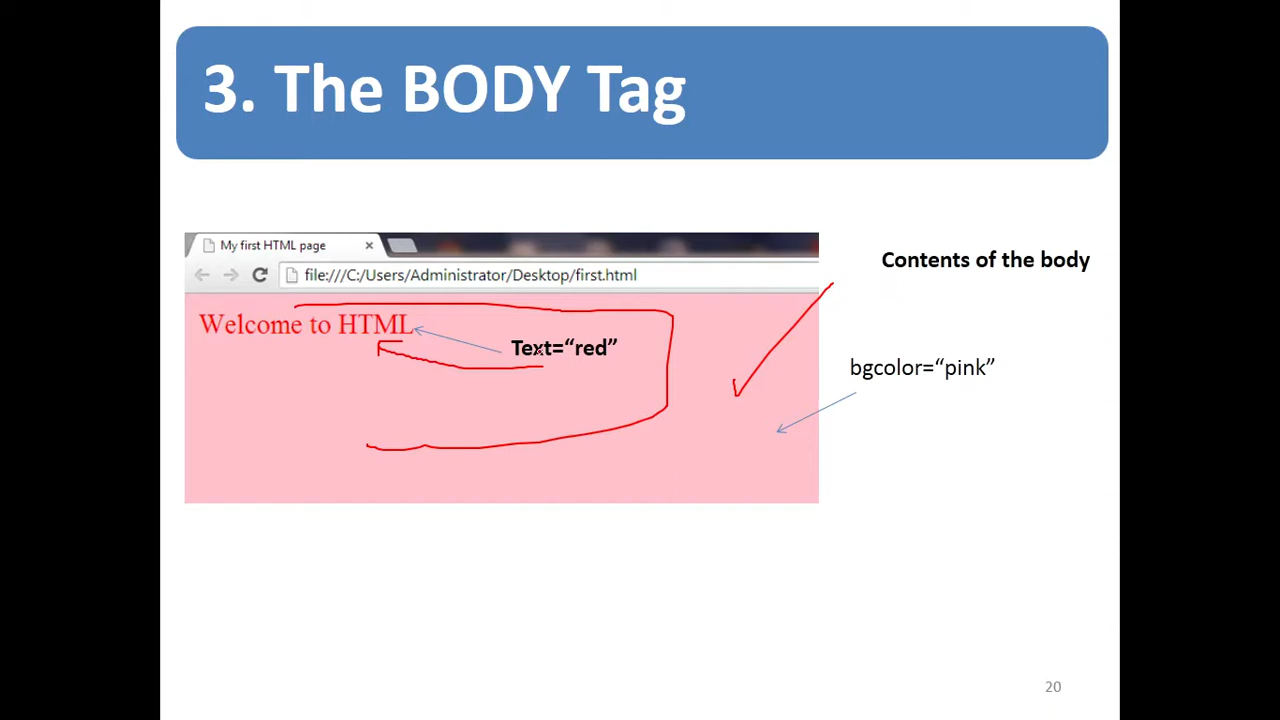 3. The BODY Tag
My first HTML page
file:///C:/Users/Administrator/Desktop/first.html
Contents of the body
Welcome to HTML
Text=“red”
bgcolor=“pink”
20